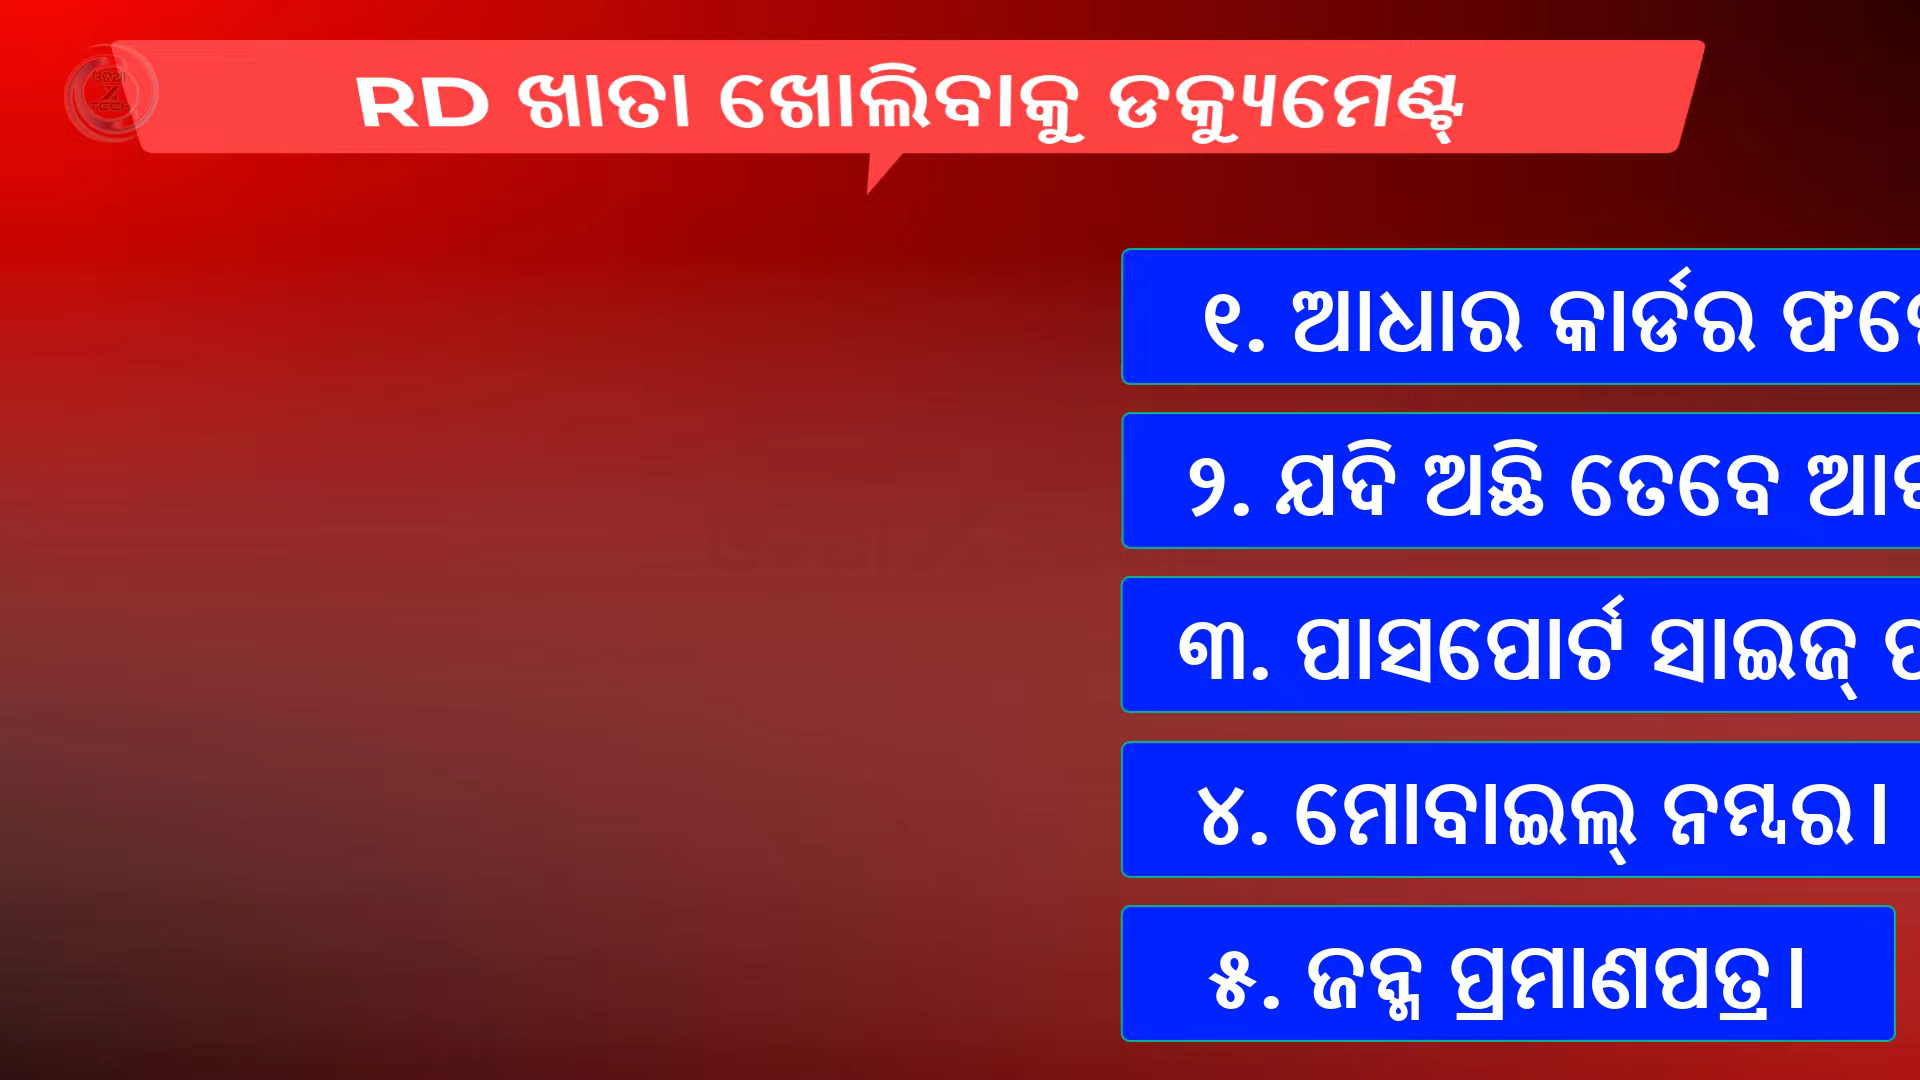 RD ଖାତା ଖୋଲିବାକୁ ଡକ୍ୟୁମେଣ୍ଟ୍
୧. ଆଧାର କାର୍ଡର
୨. ଯଦି ଅଛି ତେବେ
୩. ପାସପୋର୍ଟ ସାଇଜ୍
୪. ମୋବାଇଲ୍ ନମ୍ବର।
୫. ଜନ୍ମ ପ୍ରମାଣପତ୍ର।